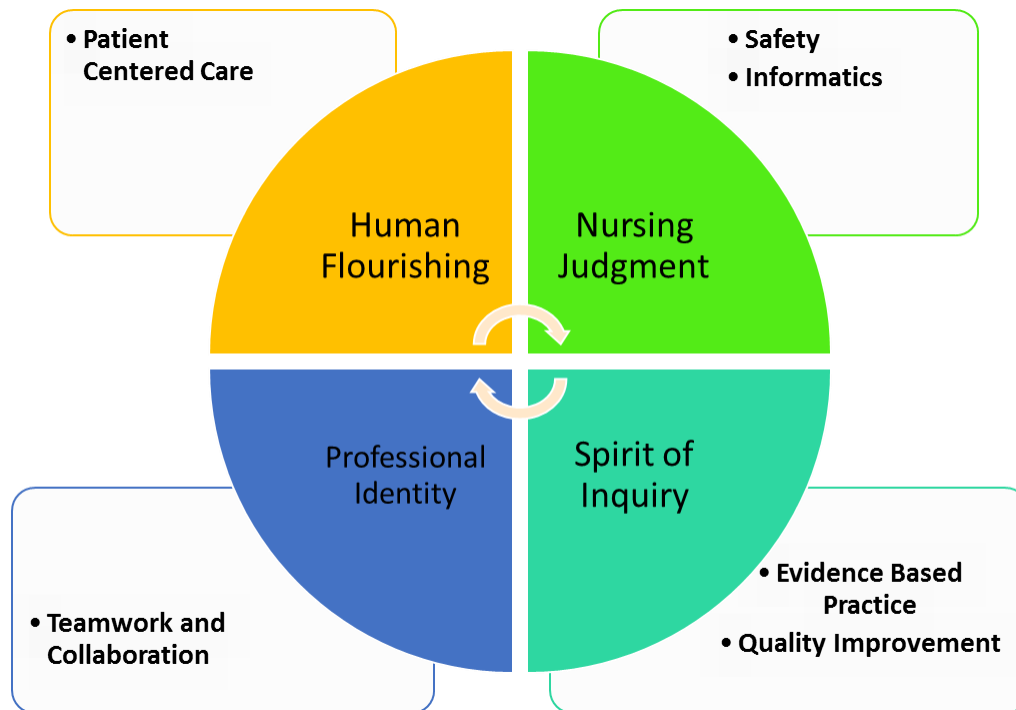 • Patient
Centered Care
• Safety
• Informatics
Human
Flourishing
Nursing
Judgment
Professional
Identity
Spirit of
Inquiry
• Teamwork and
Collaboration
• Evidence Based
Practice
• Quality Improvement